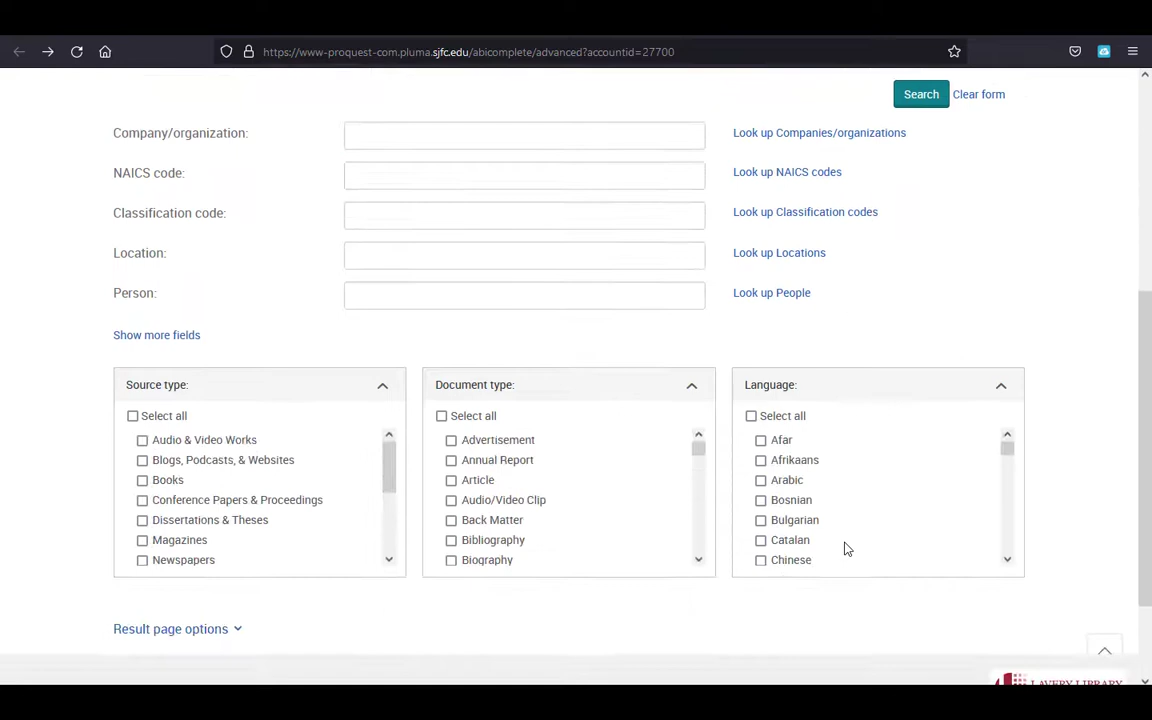 https://www-proquest-com.pluma.sjfc.edu/abicomplete/advanced?accountid=27700
Search Clear form
Company/organization: Look up Companies/organizations
NAICS code: Look up NAICS codes
Classification code: Look up Classification codes
Location: Look up Locations
Person: Look up People
Show more fields
Source type: Document type: Language:
Select all Select all Select all
Audio & Video Works Advertisement Afar
Blogs, Podcasts, & Websites Annual Report Afrikaans
Books Article Arabic
Conference Papers & Proceedings Audio/Video Clip Bosnian
Dissertations & Theses Back Matter Bulgarian
Magazines Bibliography Catalan
Newspapers Biography Chinese
Result page options
LAVERY LIBRARY